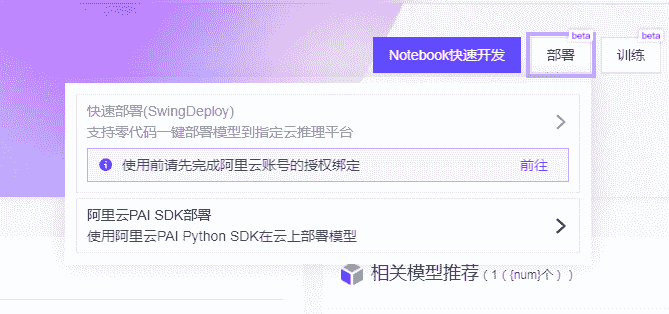 Notebook快速开发
部署
beta
训练
beta
快速部署(SwingDeploy)
支持零代码一键部署模型到指定云推理平台
使用前请先完成阿里云账号的授权绑定
前往
阿里云PAI SDK部署
使用阿里云PAI Python SDK在云上部署模型
相关模型推荐 ( 1 ( {num}个 ) )